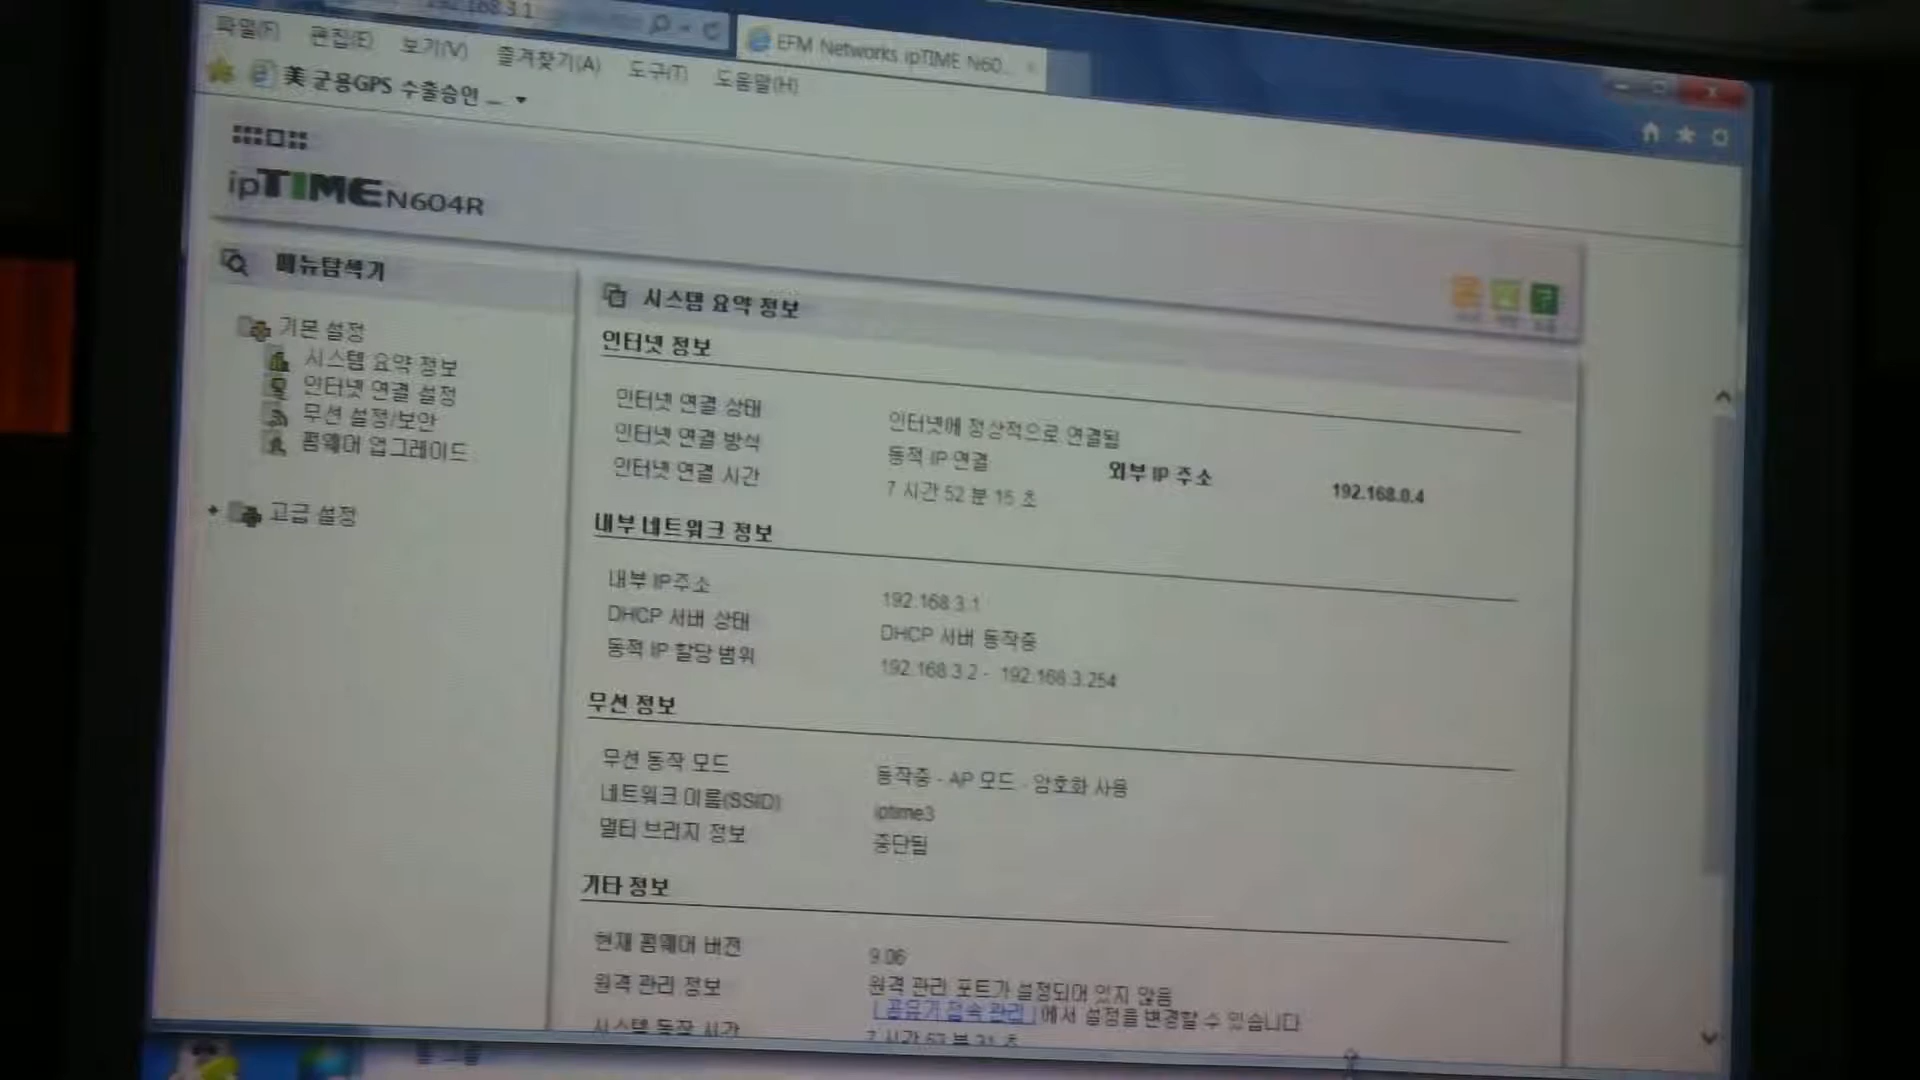 192.168.3.1
EFM Networks ipTIME N60...
파일(F) 편집(E) 보기(V) 즐겨찾기(A) 도구(T) 도움말(H)
美 군용GPS 수출승인 ...
ipTIME N604R
메뉴탐색기
기본 설정
시스템 요약 정보
인터넷 연결 설정
무선 설정/보안
펌웨어 업그레이드
고급 설정
시스템 요약 정보
인터넷 정보
인터넷 연결 상태 인터넷에 정상적으로 연결됨
인터넷 연결 방식 동적 IP 연결 외부 IP 주소 192.168.0.4
인터넷 연결 시간 7 시간 52 분 15 초
내부 네트워크 정보
내부 IP주소 192.168.3.1
DHCP 서버 상태 DHCP 서버 동작중
동적 IP 할당 범위 192.168.3.2 - 192.168.3.254
무선 정보
무선 동작 모드 동작중 - AP 모드 - 암호화 사용
네트워크 이름(SSID) iptime3
멀티 브리지 정보 중단됨
기타 정보
현재 펌웨어 버전 9.06
원격 관리 정보 원격 관리 포트가 설정되어 있지 않음
[ 공유기 접속 관리 ]에서 설정을 변경할 수 있습니다
시스템 동작 시간